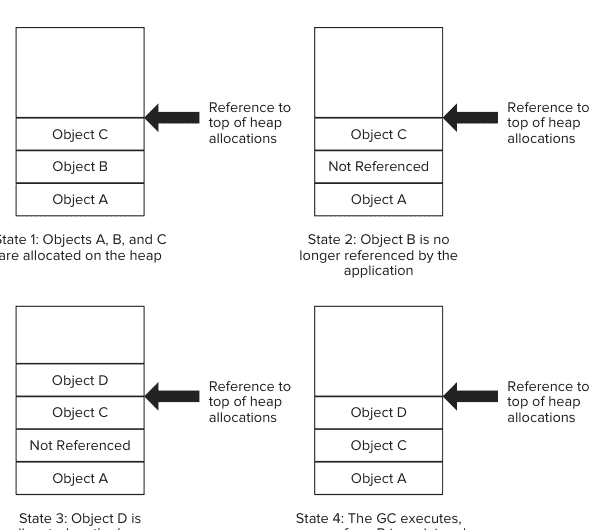 Object C
Object B
Object A
Reference to
top of heap
allocations
State 1: Objects A, B, and C
are allocated on the heap
Object C
Not Referenced
Object A
Reference to
top of heap
allocations
State 2: Object B is no
longer referenced by the
application
Object D
Object C
Not Referenced
Object A
Reference to
top of heap
allocations
State 3: Object D is
Object D
Object C
Object A
Reference to
top of heap
allocations
State 4: The GC executes,